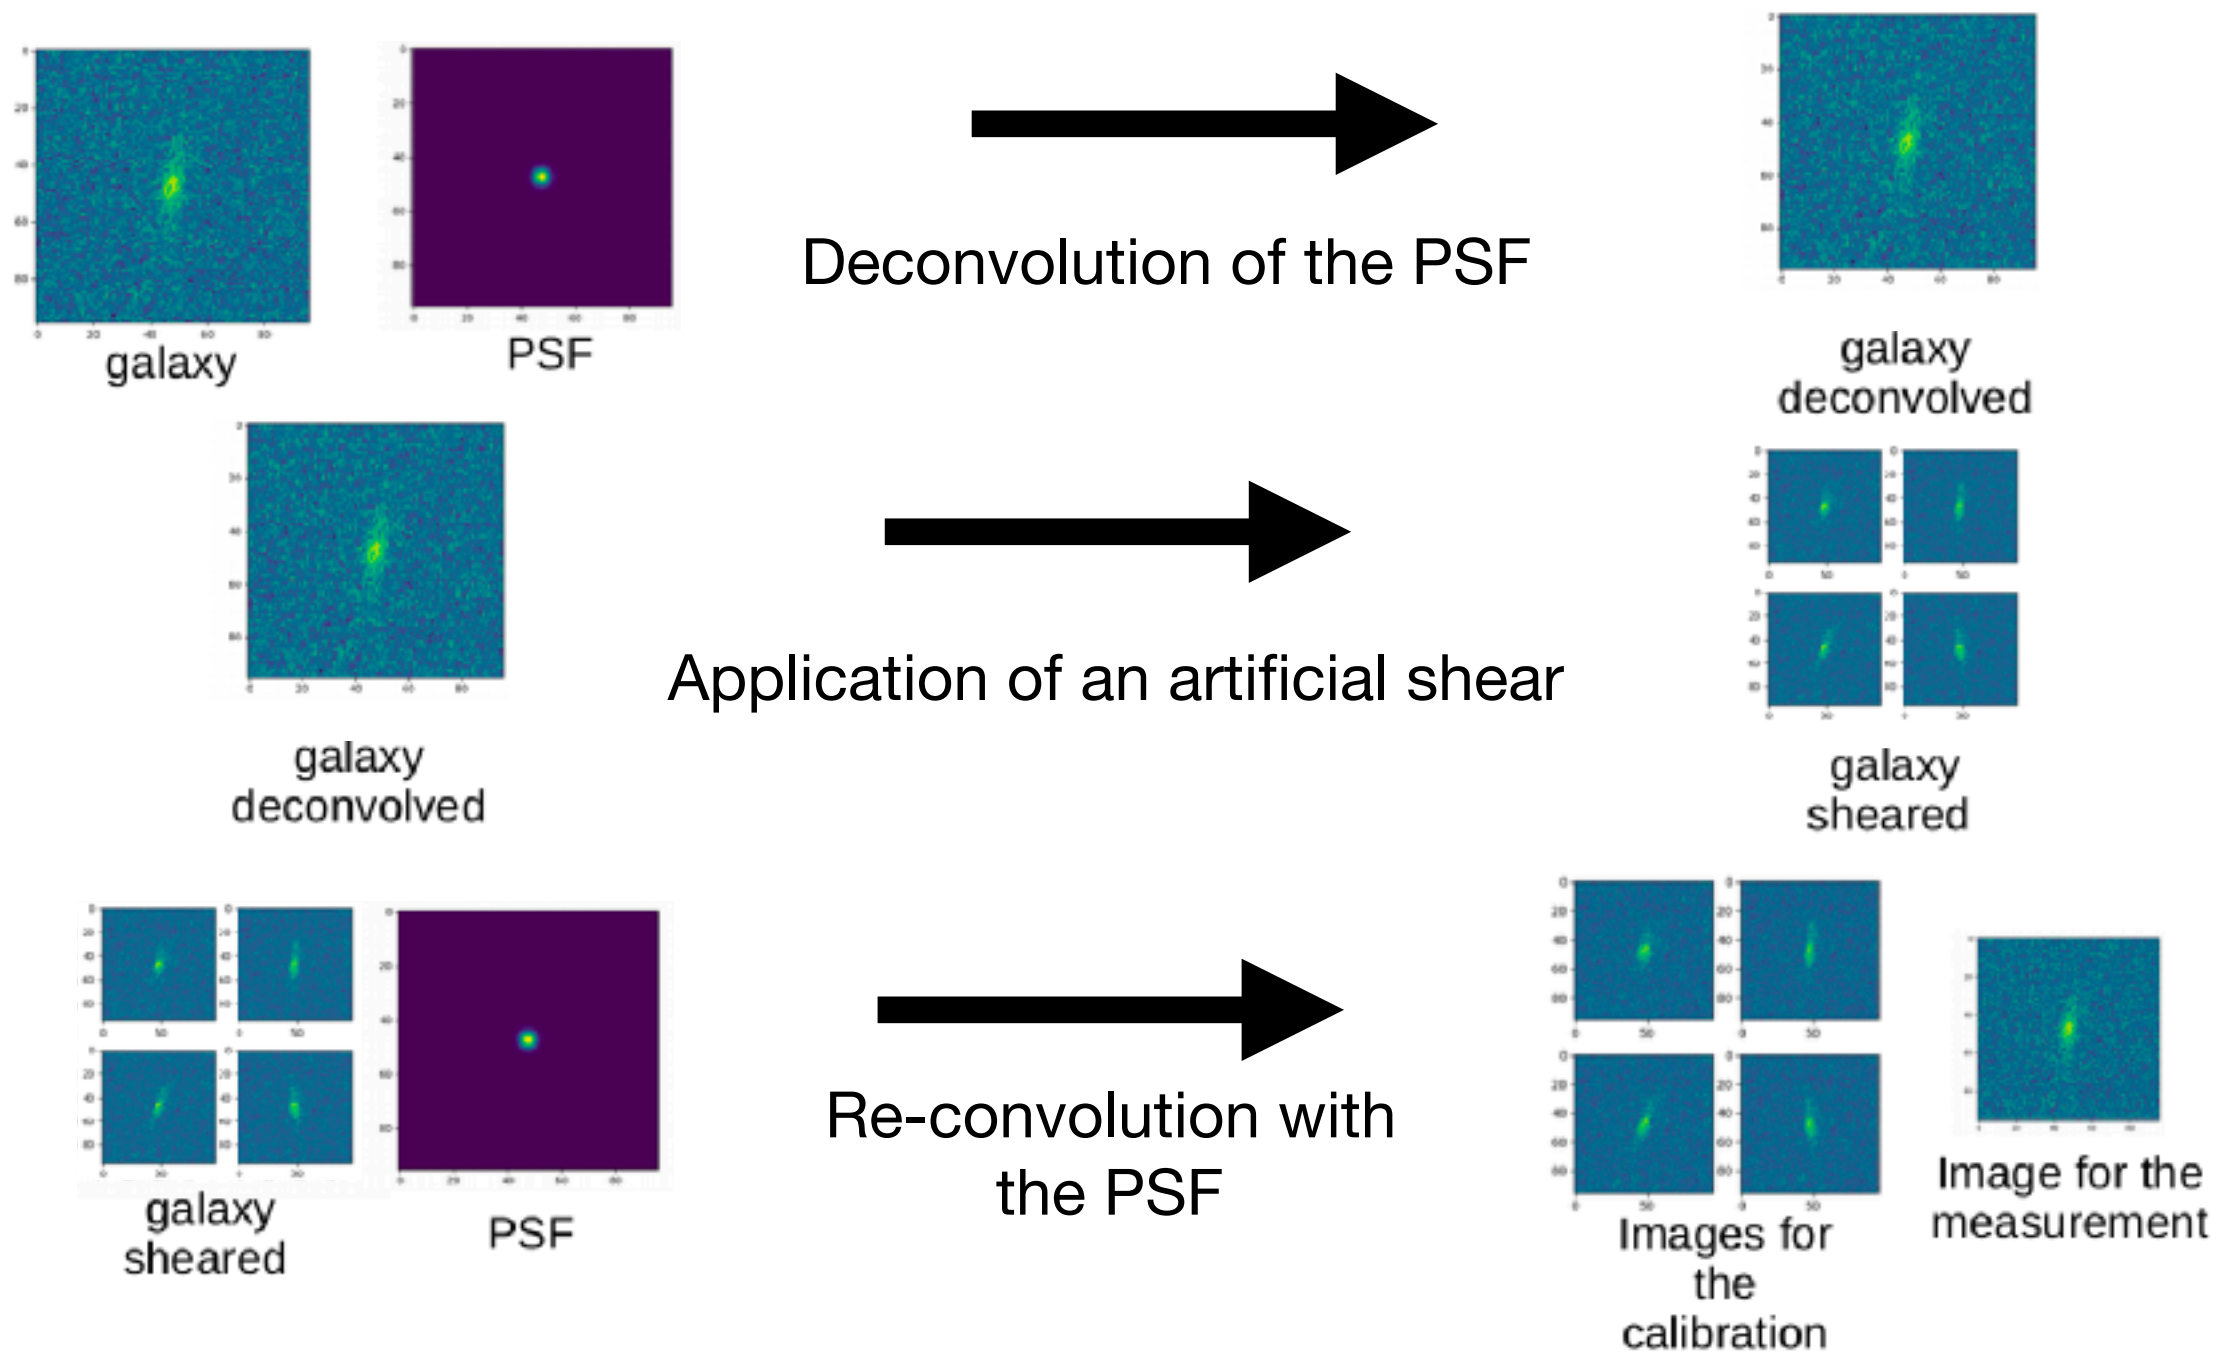 galaxy
PSF
Deconvolution of the PSF
galaxy
deconvolved
galaxy
deconvolved
Application of an artificial shear
galaxy
sheared
galaxy
sheared
PSF
Re-convolution with
the PSF
Images for
the
calibration
Image for the
measurement